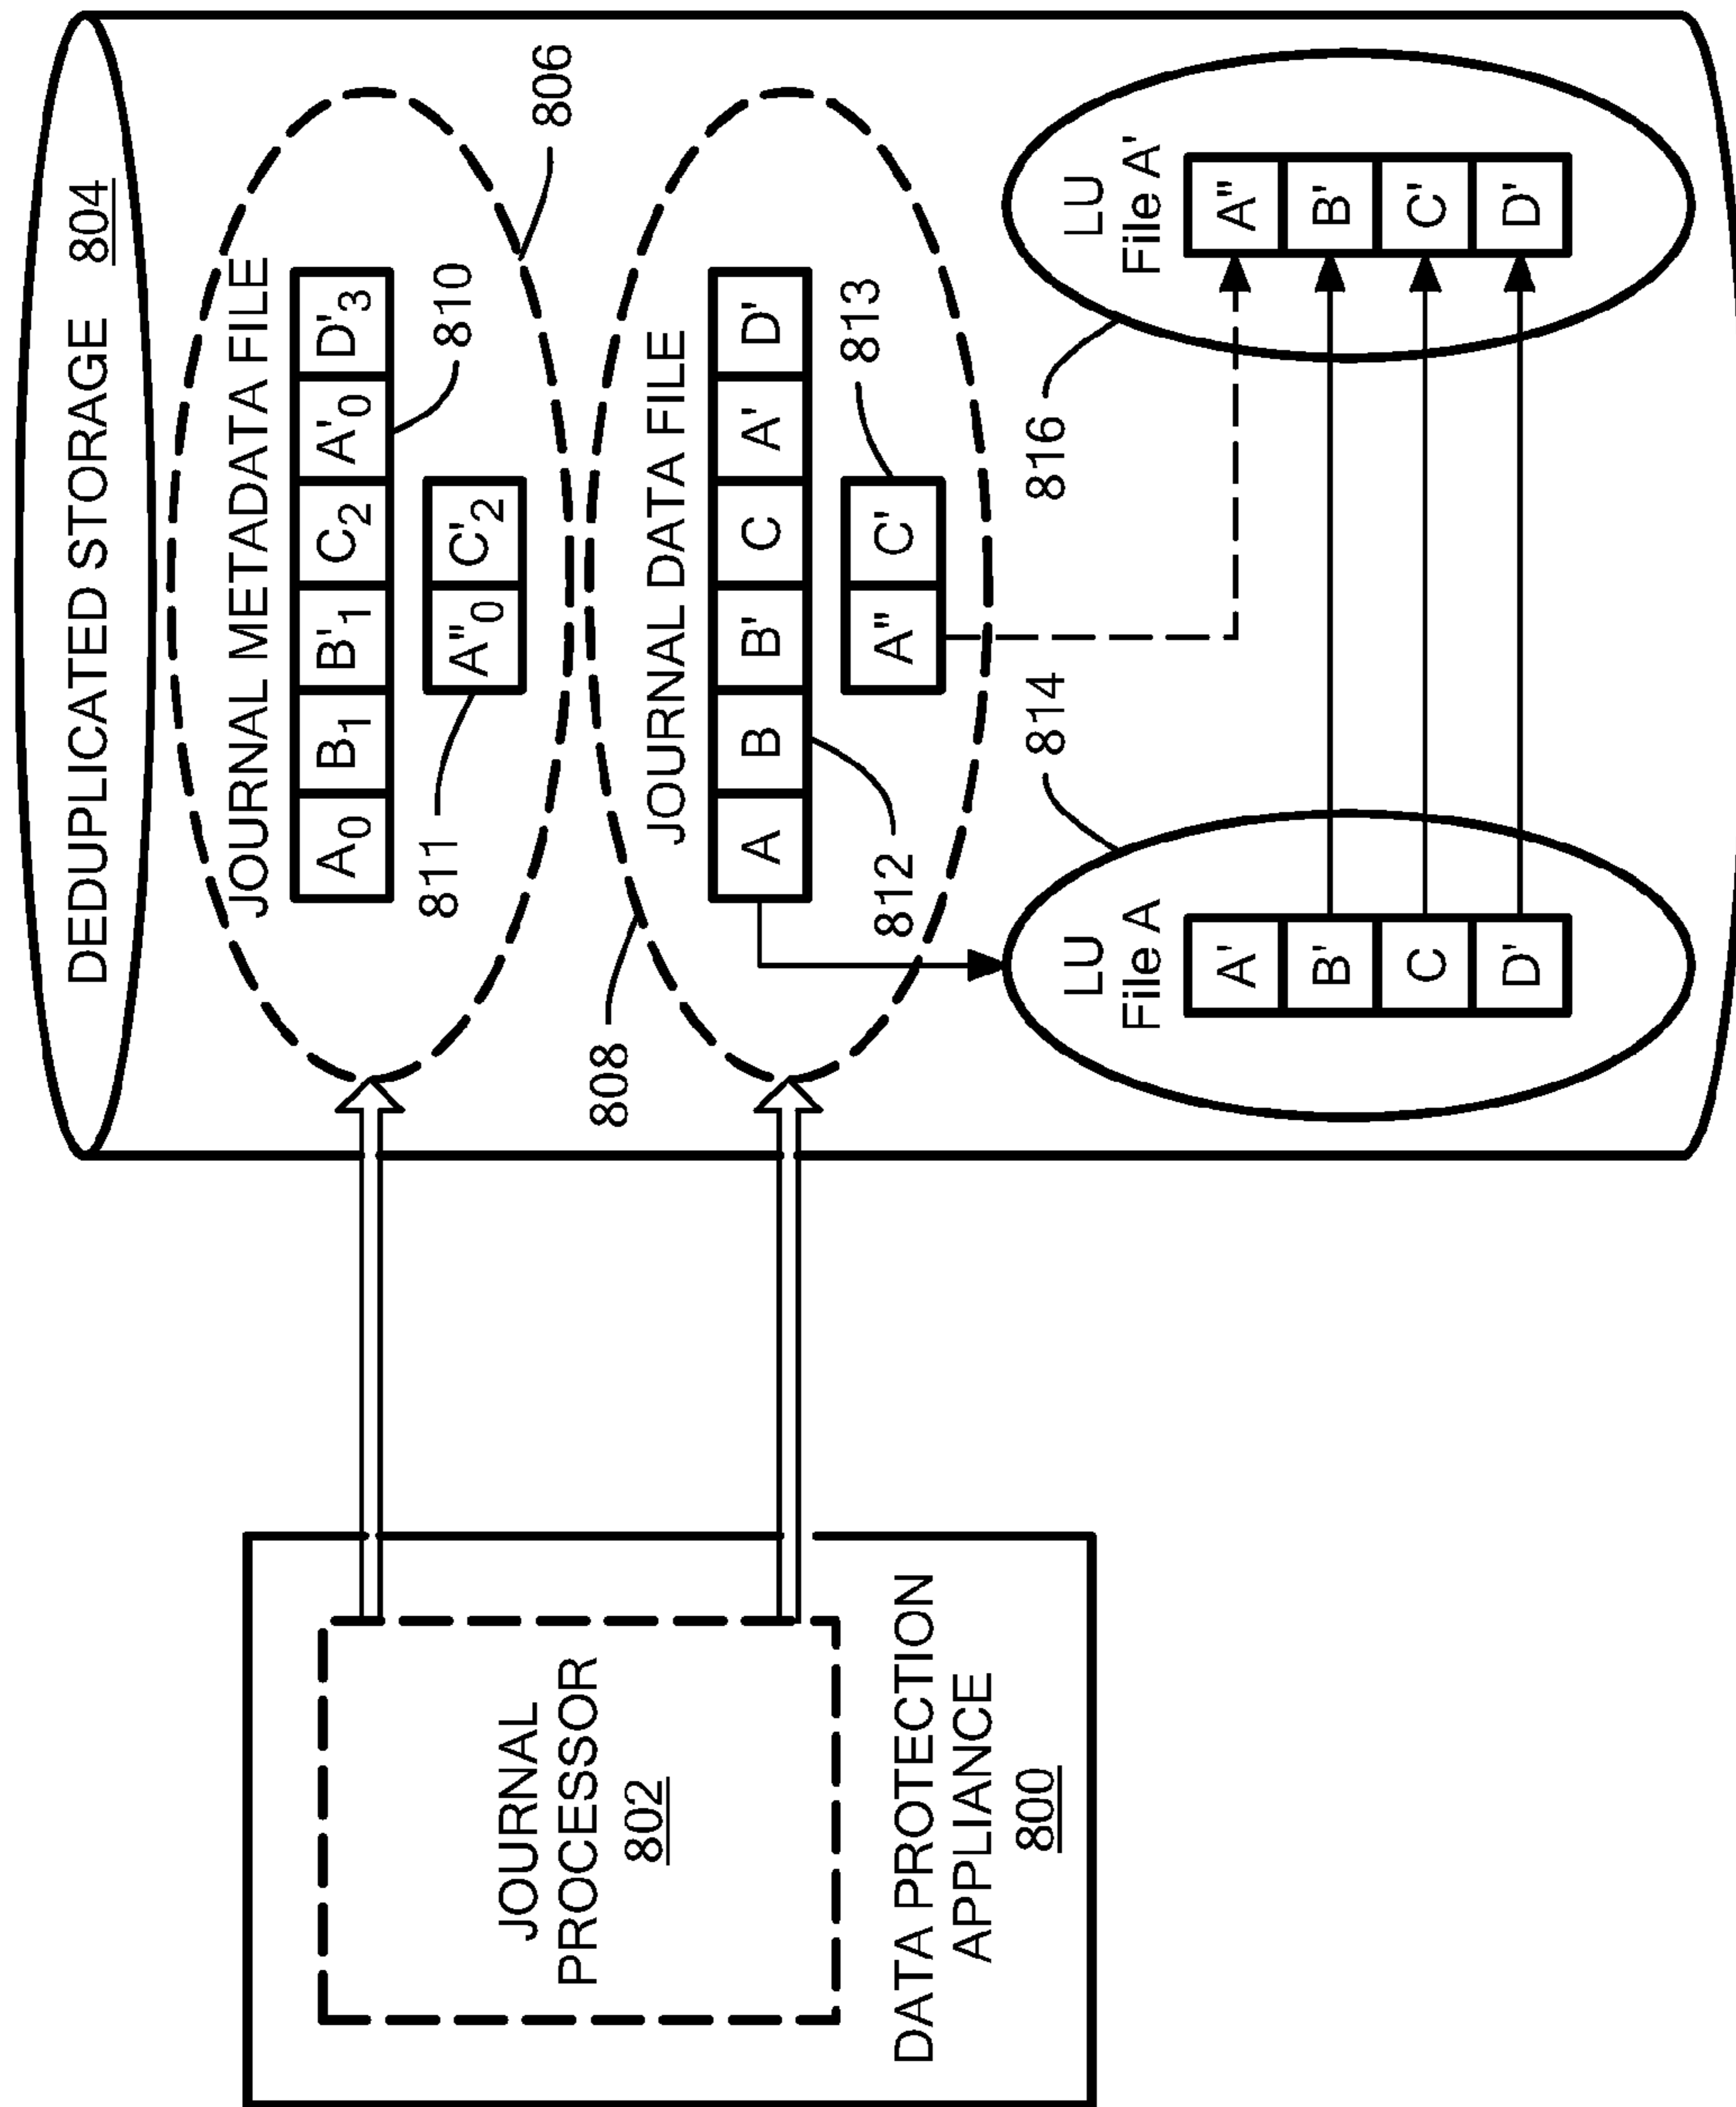 DEDUPLICATED STORAGE 804
JOURNAL METADATA FILE
A0 B1 B'1 C2 A'0 D'3
806
811
A"0 C'2
810
JOURNAL DATA FILE
808
A B B' C A' D'
812
A" C'
813
814
816
LU
File A
A'
B'
C
D'
LU
File A'
A"
B'
C'
D'
JOURNAL
PROCESSOR
802
DATA PROTECTION
APPLIANCE
800